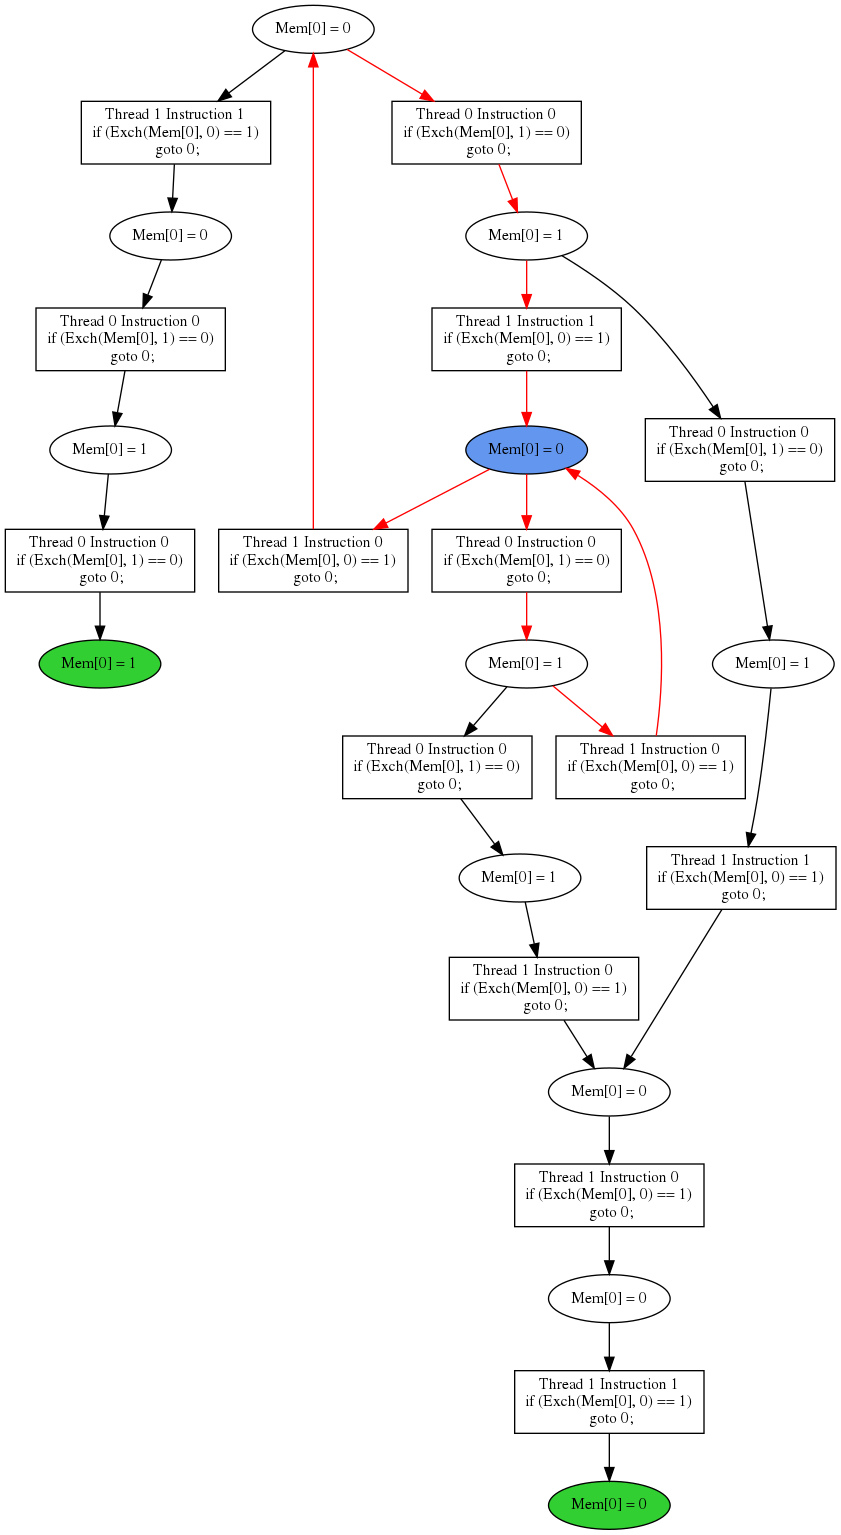 Mem[0] = 0
Thread 1 Instruction 1
if (Exch(Mem[0], 0) == 1)
goto 0;
Thread 0 Instruction 0
if (Exch(Mem[0], 1) == 0)
goto 0;
Mem[0] = 0
Mem[0] = 1
Thread 0 Instruction 0
if (Exch(Mem[0], 1) == 0)
goto 0;
Thread 1 Instruction 1
if (Exch(Mem[0], 0) == 1)
goto 0;
Mem[0] = 1
Mem[0] = 0
Thread 0 Instruction 0
if (Exch(Mem[0], 1) == 0)
goto 0;
Thread 0 Instruction 0
if (Exch(Mem[0], 1) == 0)
goto 0;
Thread 1 Instruction 0
if (Exch(Mem[0], 0) == 1)
goto 0;
Thread 0 Instruction 0
if (Exch(Mem[0], 1) == 0)
goto 0;
Mem[0] = 1
Mem[0] = 1
Mem[0] = 1
Thread 0 Instruction 0
if (Exch(Mem[0], 1) == 0)
goto 0;
Thread 1 Instruction 0
if (Exch(Mem[0], 0) == 1)
goto 0;
Mem[0] = 1
Thread 1 Instruction 1
if (Exch(Mem[0], 0) == 1)
goto 0;
Thread 1 Instruction 0
if (Exch(Mem[0], 0) == 1)
goto 0;
Mem[0] = 0
Thread 1 Instruction 0
if (Exch(Mem[0], 0) == 1)
goto 0;
Mem[0] = 0
Thread 1 Instruction 1
if (Exch(Mem[0], 0) == 1)
goto 0;
Mem[0] = 0